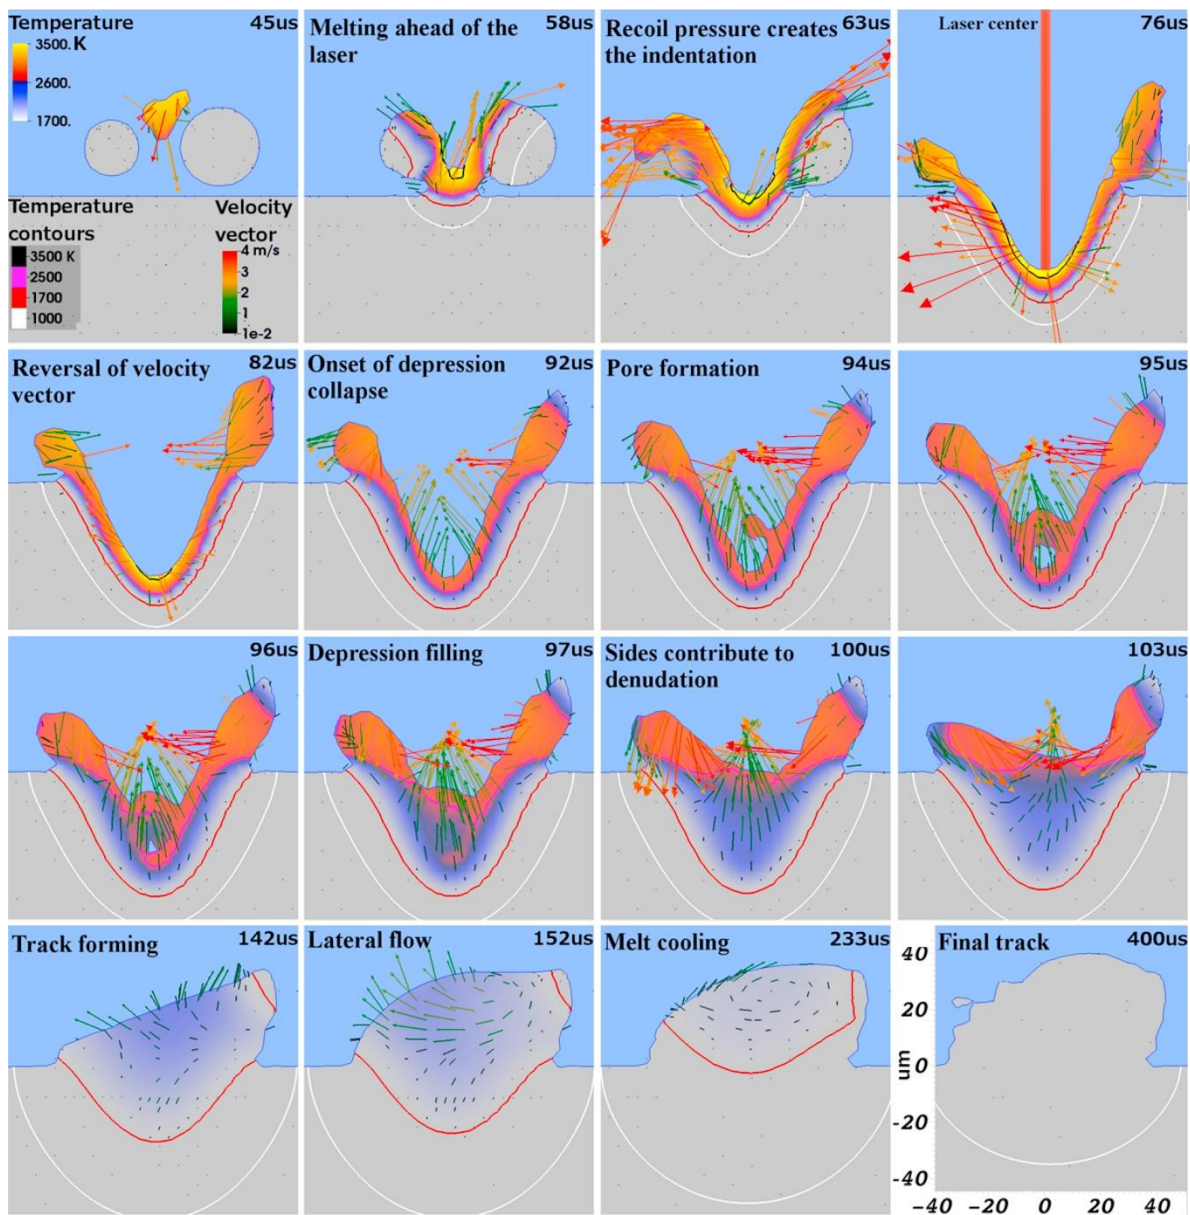 Temperature 45us
3500. K
2600.
1700.
Temperature
contours
3500 K
2500
1700
1000
Velocity
vector
4 m/s
3
2
1
1e-2
Melting ahead of the 58us
laser
Recoil pressure creates 63us
the indentation
Laser center 76us
Reversal of velocity 82us
vector
Onset of depression 92us
collapse
Pore formation 94us
95us
96us
Depression filling 97us
Sides contribute to 100us
denudation
103us
Track forming 142us
Lateral flow 152us
Melt cooling 233us
Final track 400us
40
20
um 0
-20
-40
-40 -20 0 20 40